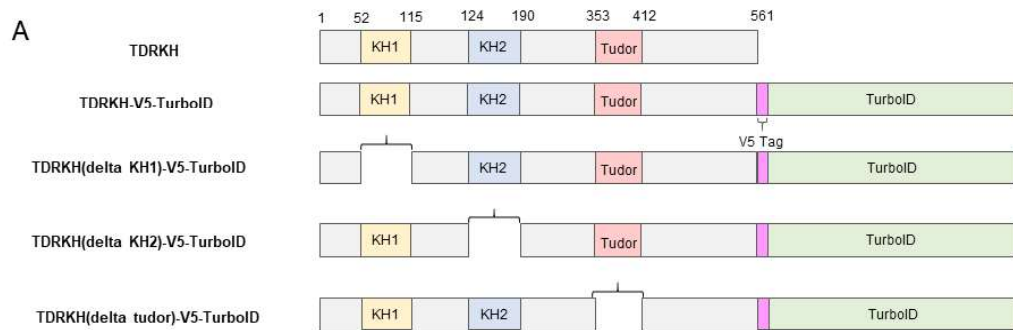 A
1 52 115 124 190 353 412 561
TDRKH KH1 KH2 Tudor
TDRKH-V5-TurboID KH1 KH2 Tudor TurboID
V5 Tag
TDRKH(delta KH1)-V5-TurboID KH2 Tudor TurboID
TDRKH(delta KH2)-V5-TurboID KH1 Tudor TurboID
TDRKH(delta tudor)-V5-TurboID KH1 KH2 TurboID